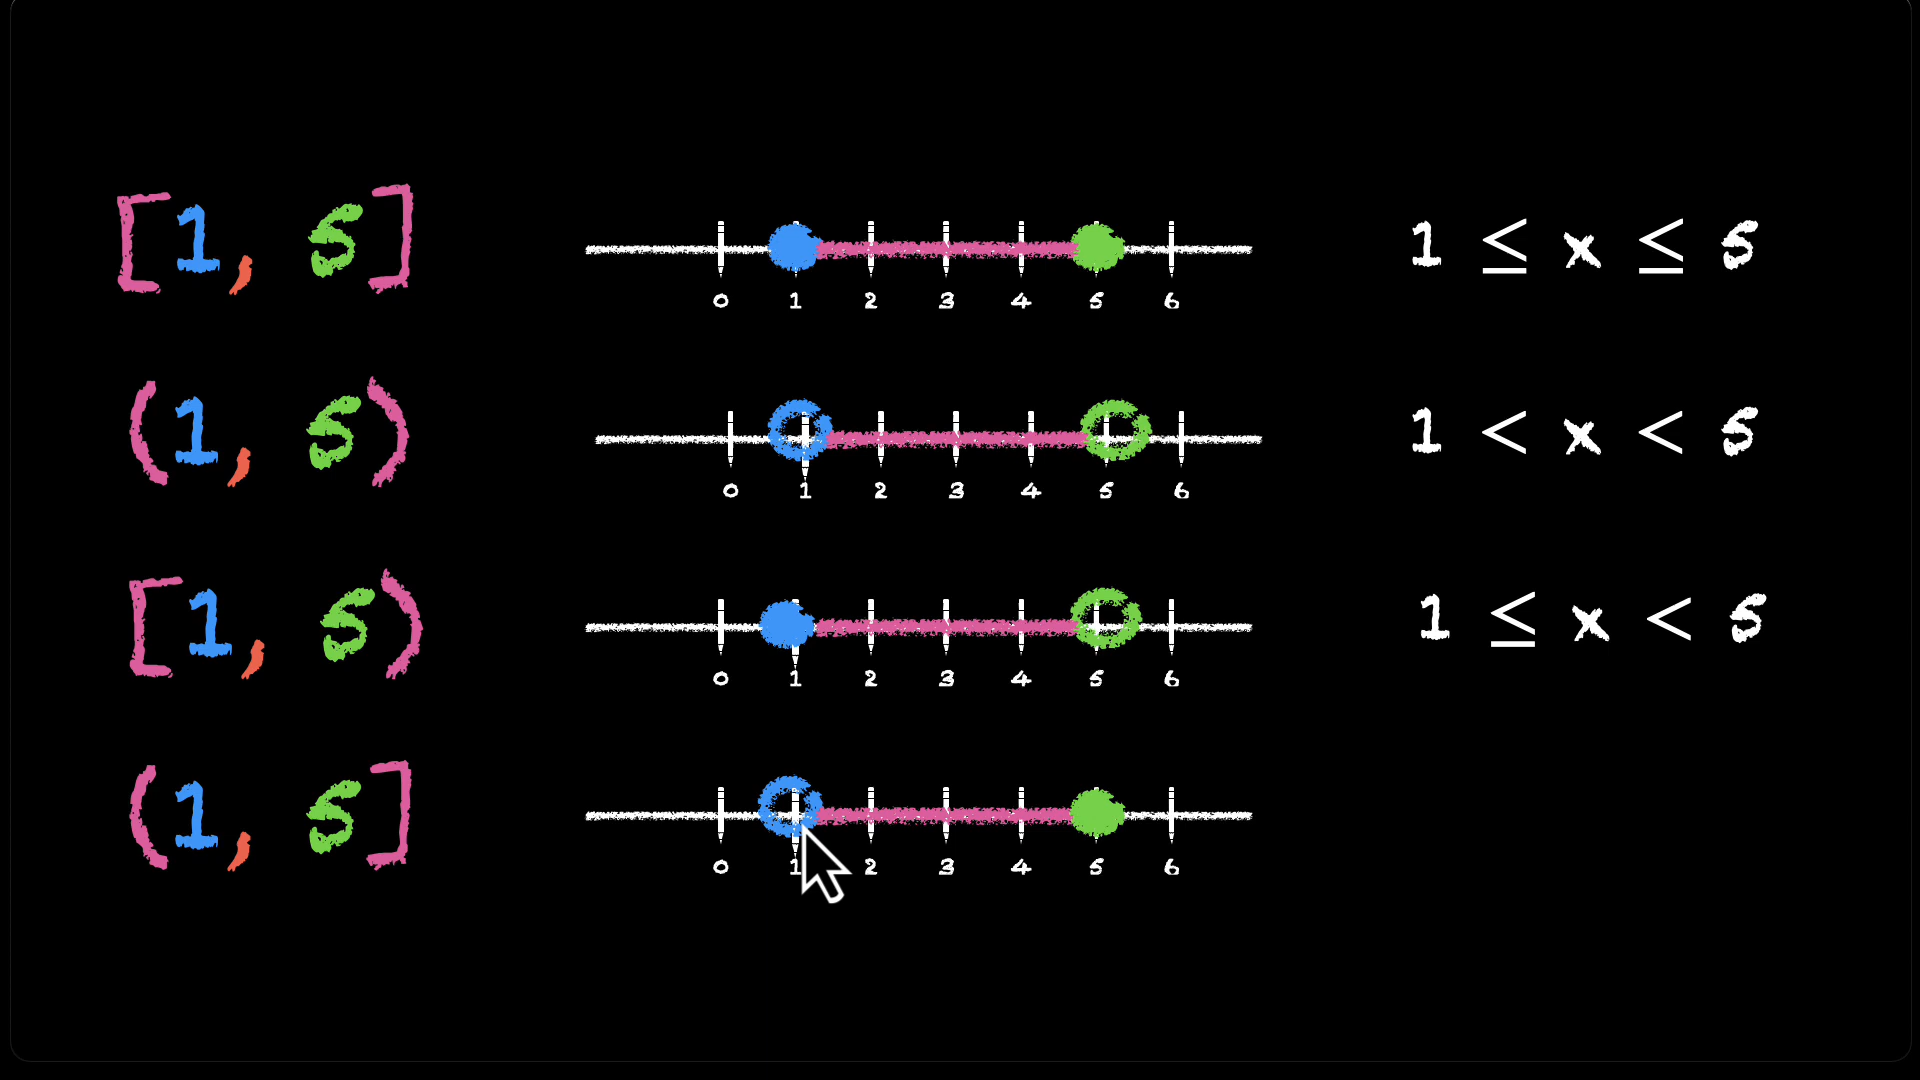 [1, 5]
0 1 2 3 4 5 6
1 ≤ x ≤ 5
(1, 5)
0 1 2 3 4 5 6
1 < x < 5
[1, 5)
0 1 2 3 4 5 6
1 ≤ x < 5
(1, 5]
0 1 2 3 4 5 6